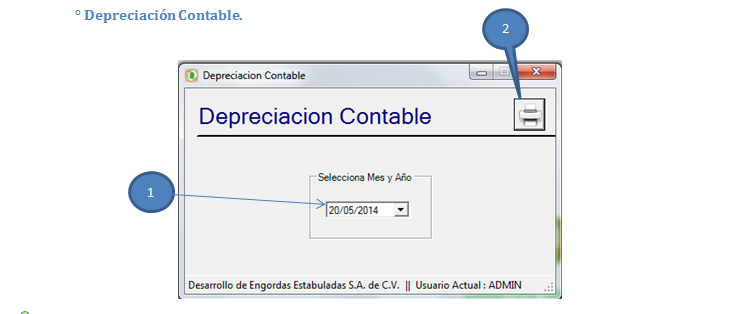 ° Depreciación Contable.
2
Depreciacion Contable
Depreciacion Contable
Selecciona Mes y Año
1
20/05/2014
Desarrollo de Engordas Estabuladas S.A. de C.V. || Usuario Actual : ADMIN